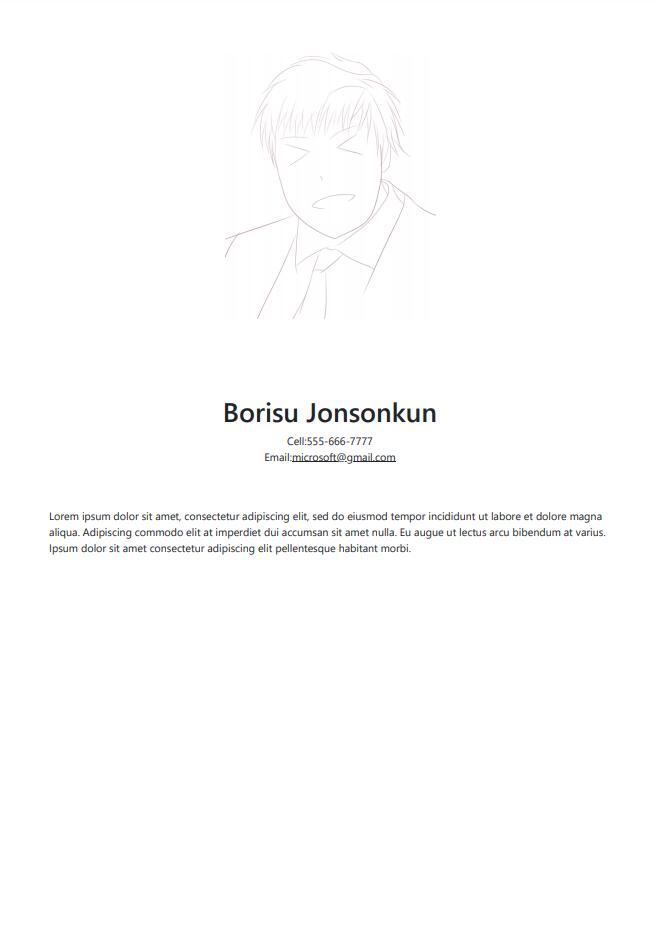 Borisu Jonsonkun
Cell:555-666-7777
Email:microsoft@gmail.com
Lorem ipsum dolor sit amet, consectetur adipiscing elit, sed do eiusmod tempor incididunt ut labore et dolore magna
aliqua. Adipiscing commodo elit at imperdiet dui accumsan sit amet nulla. Eu augue ut lectus arcu bibendum at varius.
Ipsum dolor sit amet consectetur adipiscing elit pellentesque habitant morbi.